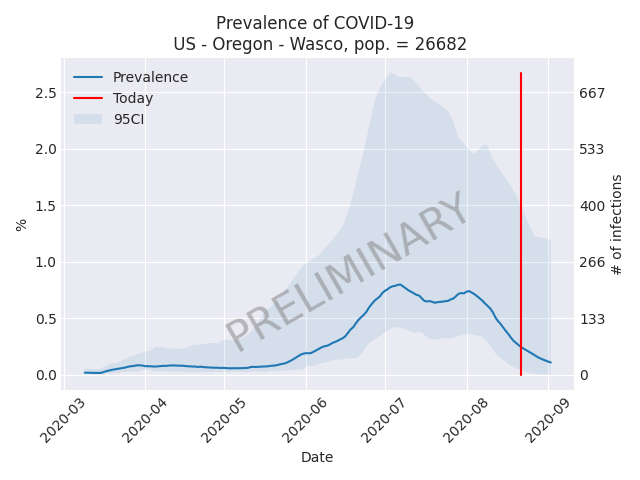 Prevalence of COVID-19
US - Oregon - Wasco, pop. = 26682
Prevalence
Today
95CI
PRELIMINARY
%
2.5
2.0
1.5
1.0
0.5
0.0
667
533
400
266
133
0
# of infections
2020-03
2020-04
2020-05
2020-06
2020-07
2020-08
2020-09
Date